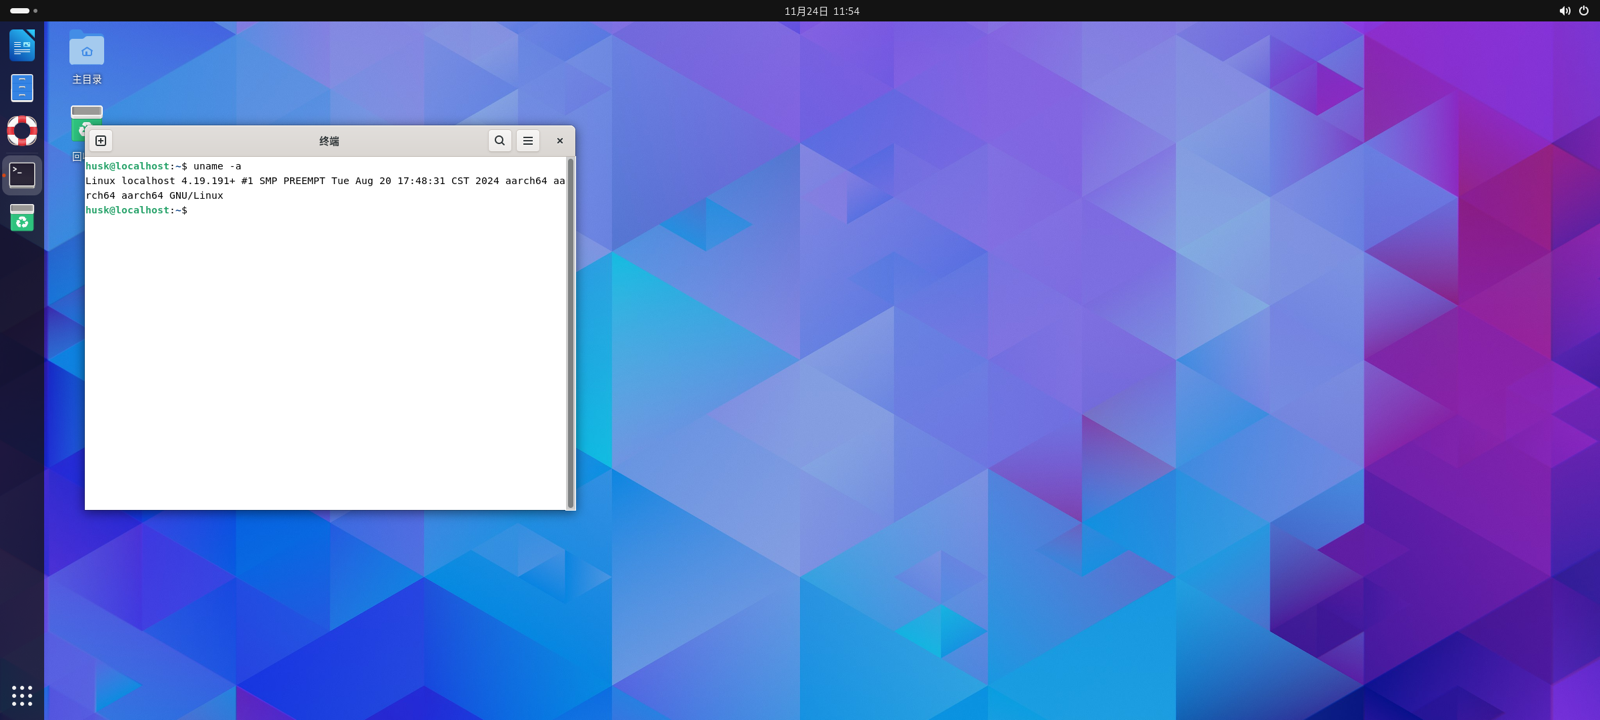 11月24日 11:54
主目录
回
终端
husk@localhost:~$ uname -a
Linux localhost 4.19.191+ #1 SMP PREEMPT Tue Aug 20 17:48:31 CST 2024 aarch64 aa
rch64 aarch64 GNU/Linux
husk@localhost:~$